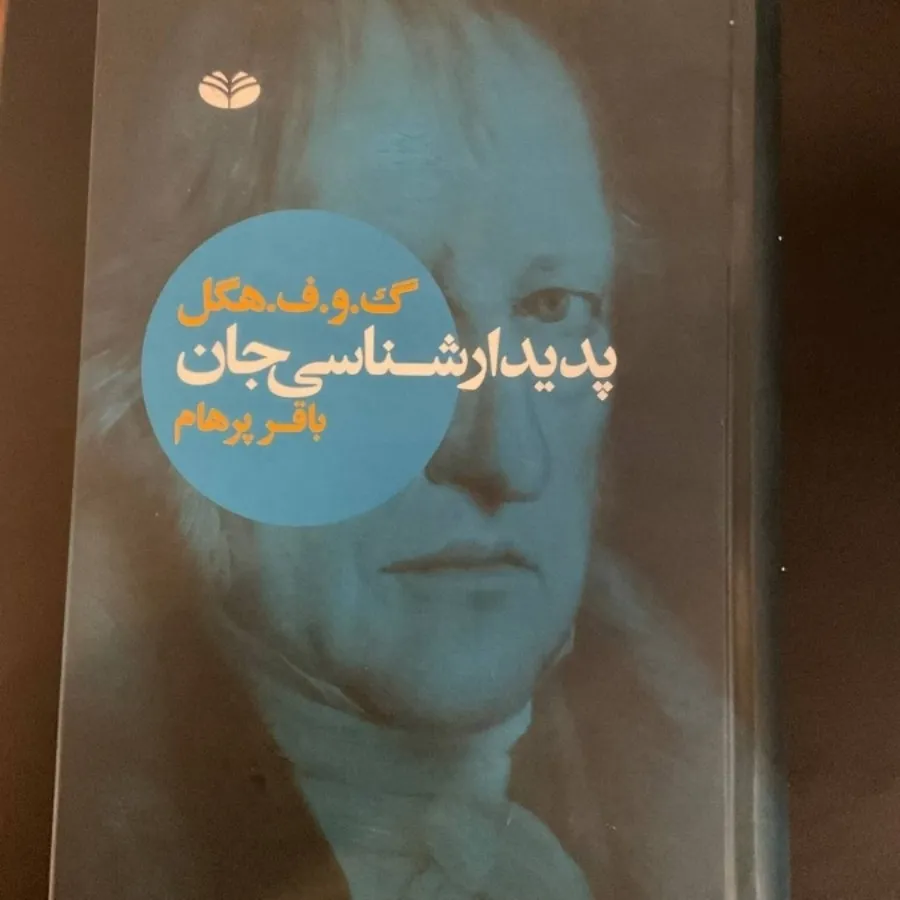 گ.و.ف.هگل
پدیدارشناسی جان
باقر پرهام